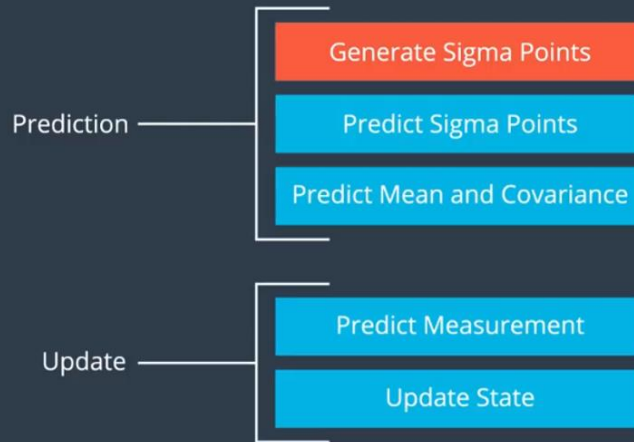 Prediction
Generate Sigma Points
Predict Sigma Points
Predict Mean and Covariance
Update
Predict Measurement
Update State